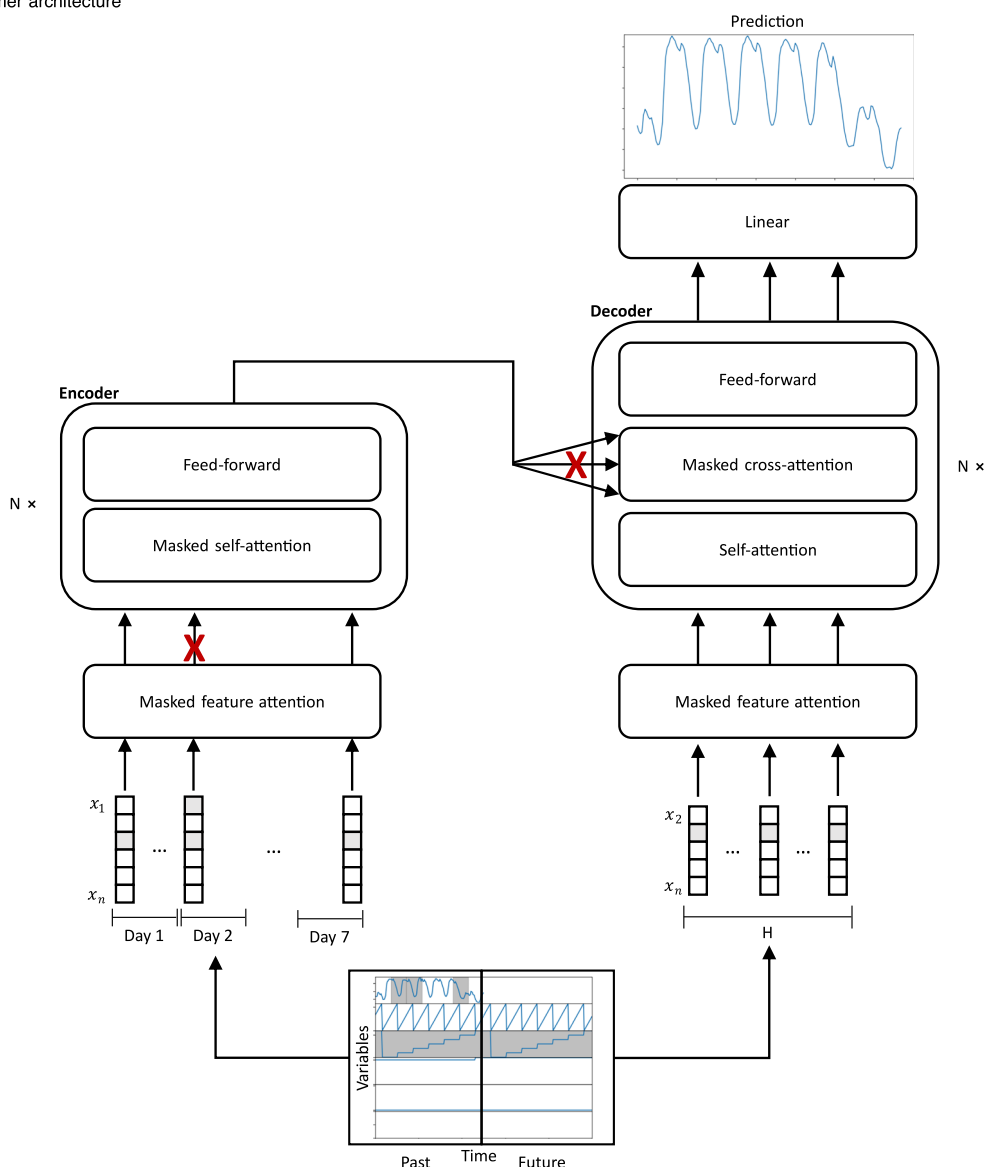 architecture
Prediction
Linear
Decoder
Feed-forward
Masked cross-attention
Self-attention
N ×
Encoder
Feed-forward
Masked self-attention
N ×
X
X
Masked feature attention
Masked feature attention
x₁
...
...
xₙ
Day 1
Day 2
Day 7
x₂
...
...
xₙ
H
Variables
Past
Time
Future